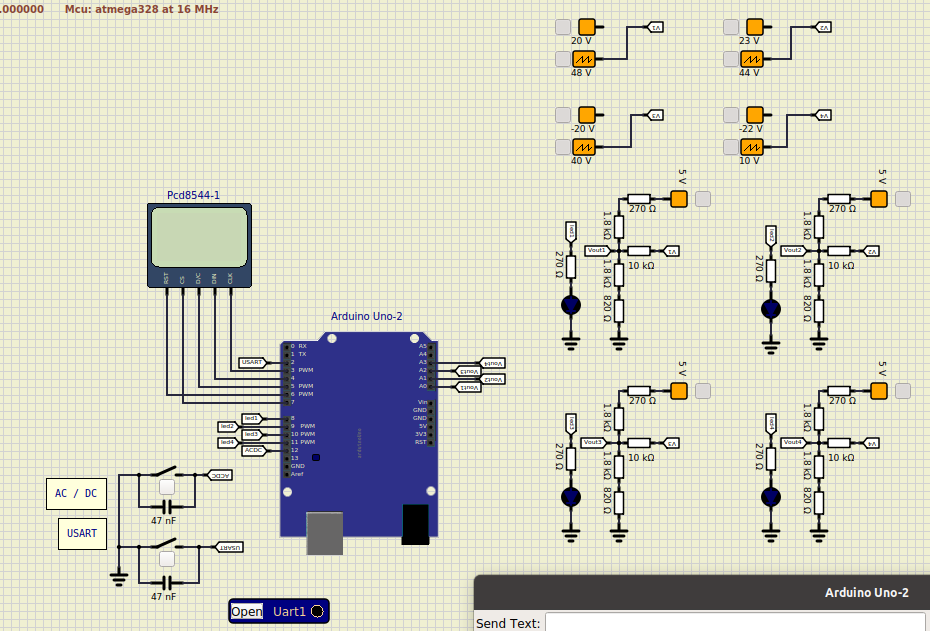 .000000 Mcu: atmega328 at 16 MHz
V1
20 V
48 V
V2
23 V
44 V
V3
-20 V
40 V
V4
-22 V
10 V
Pcd8544-1
RST CS D/C DIN CLK
Arduino Uno-2
0 RX
1 TX
2
3 PWM
4
5 PWM
6 PWM
7
8
9 PWM
10 PWM
11 PWM
12
13
GND
Aref
A5
A4
A3
A2
A1
A0
Vin
GND
GND
5V
3V3
RST
USART
led1
led2
led3
led4
ACDC
Vout4
Vout3
Vout2
Vout1
5 V
270 Ω
1.8 kΩ
led1
Vout1
V1
10 kΩ
270 Ω
1.8 kΩ
820 Ω
5 V
270 Ω
1.8 kΩ
led2
Vout2
V2
10 kΩ
270 Ω
1.8 kΩ
820 Ω
5 V
270 Ω
1.8 kΩ
led3
Vout3
V3
10 kΩ
270 Ω
1.8 kΩ
820 Ω
5 V
270 Ω
1.8 kΩ
led4
Vout4
V4
10 kΩ
270 Ω
1.8 kΩ
820 Ω
AC / DC
ACDC
47 nF
USART
USART
47 nF
Open Uart1
Arduino Uno-2
Send Text: